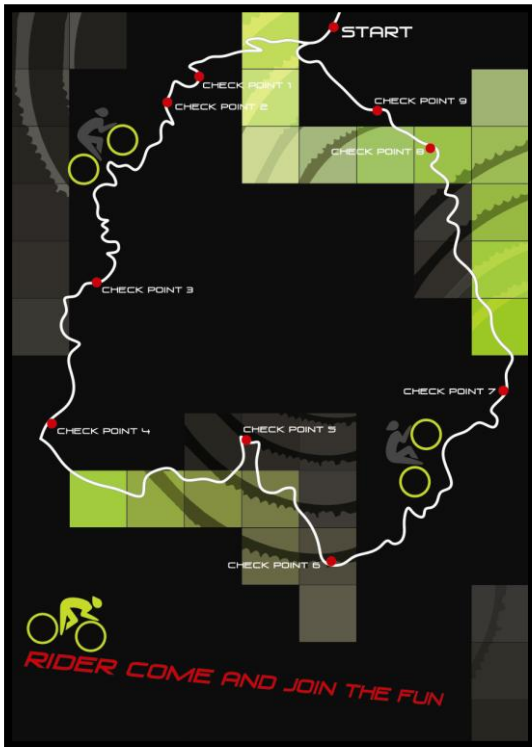 START
CHECK POINT 1
CHECK POINT 2
CHECK POINT 9
CHECK POINT 8
CHECK POINT 3
CHECK POINT 7
CHECK POINT 4
CHECK POINT 5
CHECK POINT 6
RIDER COME AND JOIN THE FUN